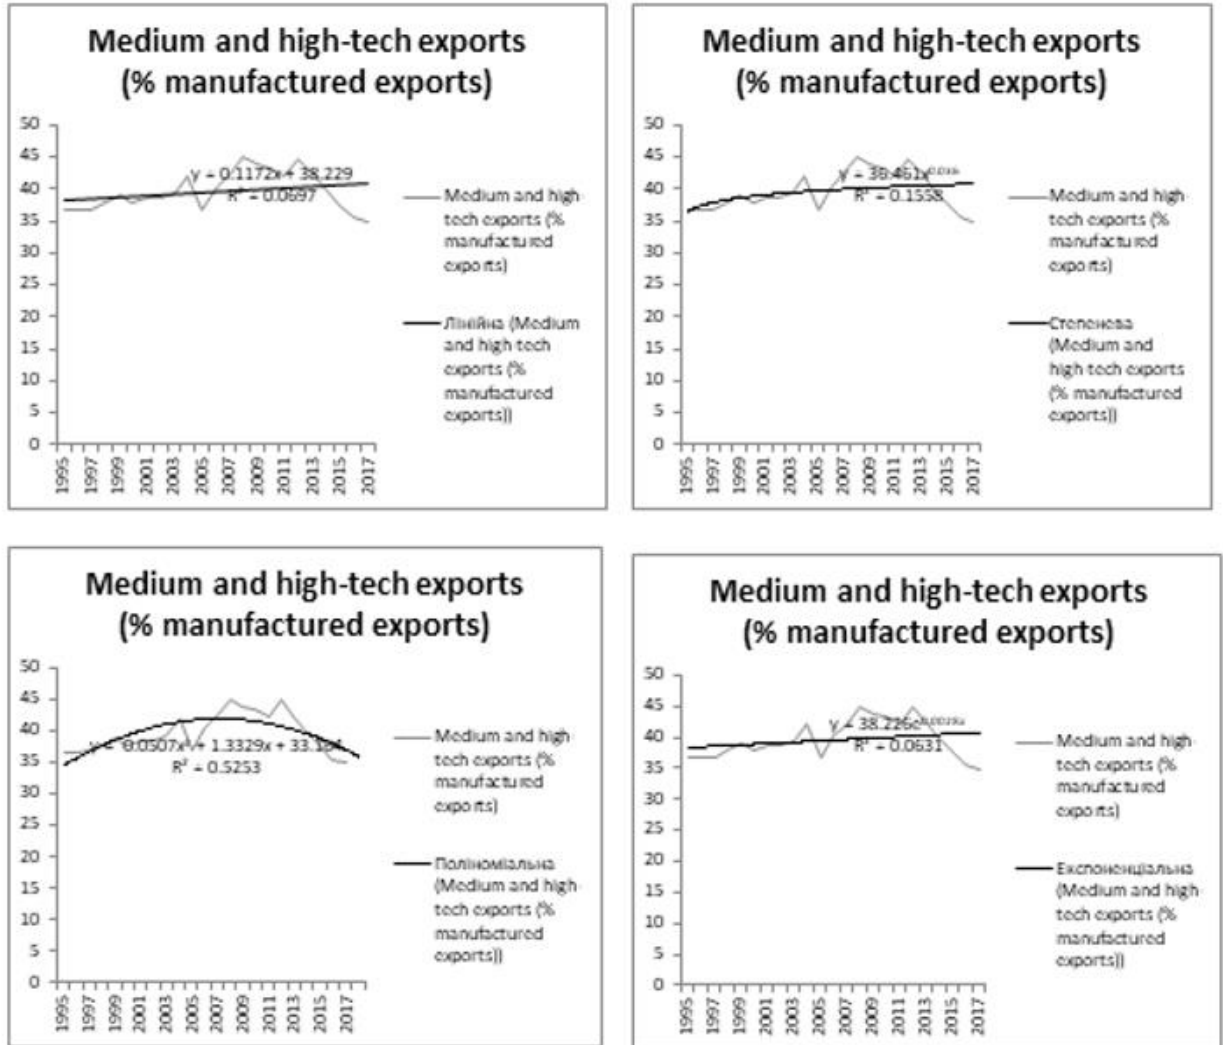 Medium and high-tech exports
(% manufactured exports)
50
45
40
35
30
25
20
15
10
5
0
y = 0.1172x + 38.229
R² = 0.0697
1995
1997
1999
2001
2003
2005
2007
2009
2011
2013
2015
2017
Medium and high-
tech exports (%
manufactured
exports)
Лінійна (Medium
and high-tech
exports (%
manufactured
exports))
Medium and high-tech exports
(% manufactured exports)
50
45
40
35
30
25
20
15
10
5
0
R² = 0.1558
1995
1997
1999
2001
2003
2005
2007
2009
2011
2013
2015
2017
Medium and high-
tech exports (%
manufactured
exports)
Степенева
(Medium and
high-tech exports
(% manufactured
exports))
Medium and high-tech exports
(% manufactured exports)
50
45
40
35
30
25
20
15
10
5
0
R² = 0.5253
1995
1997
1999
2001
2003
2005
2007
2009
2011
2013
2015
2017
Medium and high-
tech exports (%
manufactured
exports)
Поліноміальна
(Medium and high-
tech exports (%
manufactured
exports))
Medium and high-tech exports
(% manufactured exports)
50
45
40
35
30
25
20
15
10
5
0
R² = 0.0631
1995
1997
1999
2001
2003
2005
2007
2009
2011
2013
2015
2017
Medium and high-
tech exports (%
manufactured
exports)
Експоненціальна
(Medium and high-
tech exports (%
manufactured
exports))